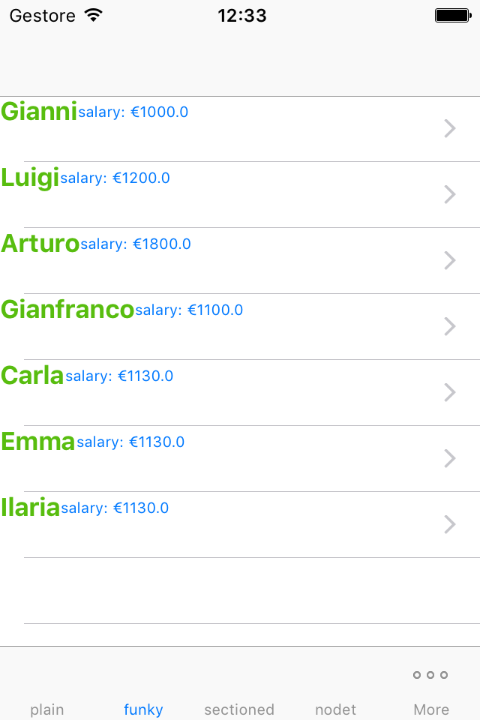 Gestore 12:33
Gianni salary: €1000.0
Luigi salary: €1200.0
Arturo salary: €1800.0
Gianfranco salary: €1100.0
Carla salary: €1130.0
Emma salary: €1130.0
Ilaria salary: €1130.0
plain funky sectioned nodet More